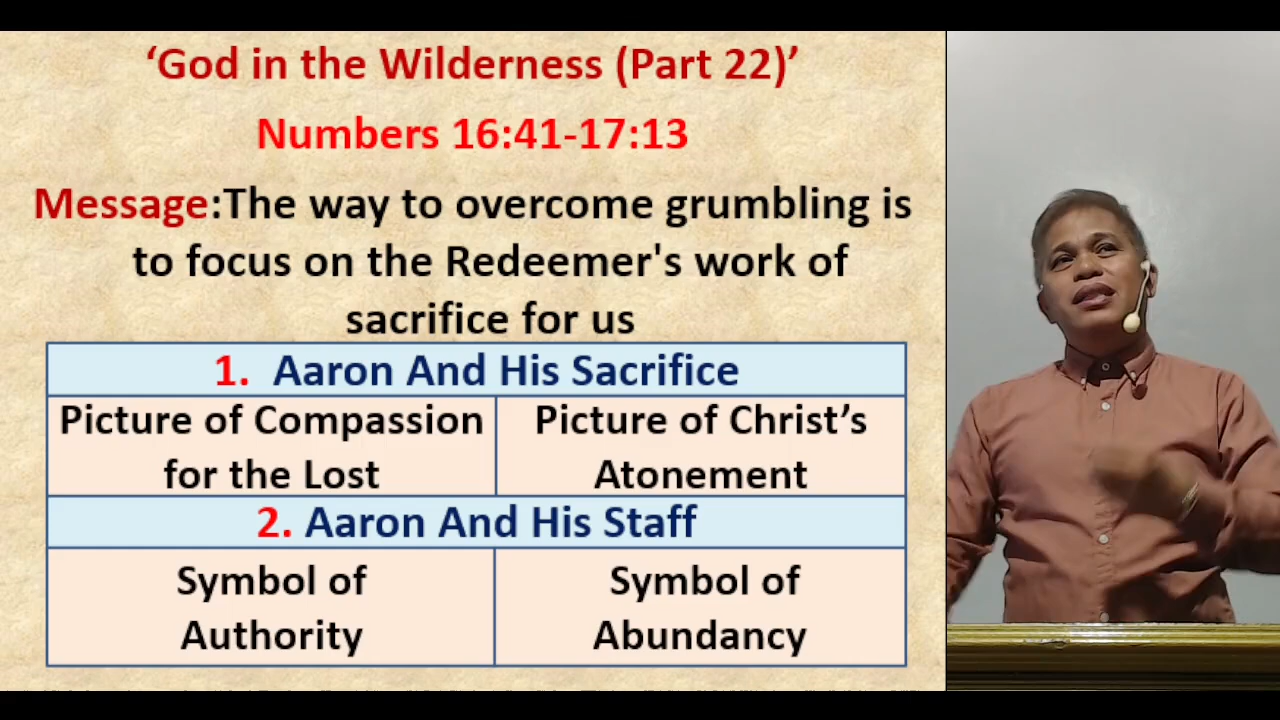 ‘God in the Wilderness (Part 22)’
Numbers 16:41-17:13
Message:The way to overcome grumbling is
to focus on the Redeemer's work of
sacrifice for us
1. Aaron And His Sacrifice
Picture of Compassion
for the Lost
Picture of Christ’s
Atonement
2. Aaron And His Staff
Symbol of
Authority
Symbol of
Abundancy